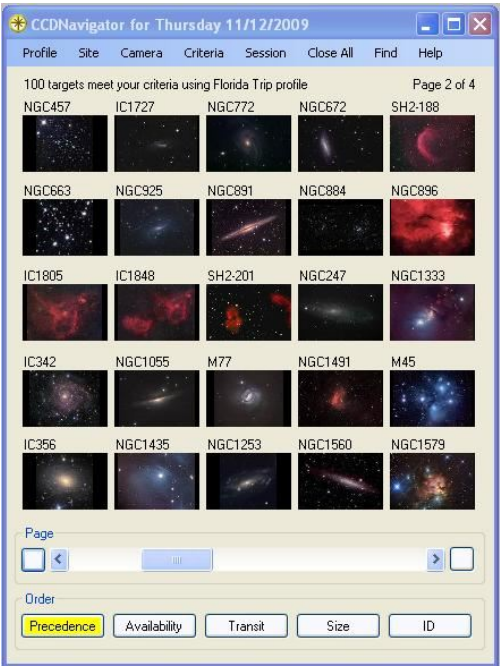 CCDNavigator for Thursday 11/12/2009
Profile Site Camera Criteria Session Close All Find Help
100 targets meet your criteria using Florida Trip profile Page 2 of 4
NGC457 IC1727 NGC772 NGC672 SH2-188
NGC663 NGC925 NGC891 NGC884 NGC896
IC1805 IC1848 SH2-201 NGC247 NGC1333
IC342 NGC1055 M77 NGC1491 M45
IC356 NGC1435 NGC1253 NGC1560 NGC1579
Page
Order
Precedence Availability Transit Size ID